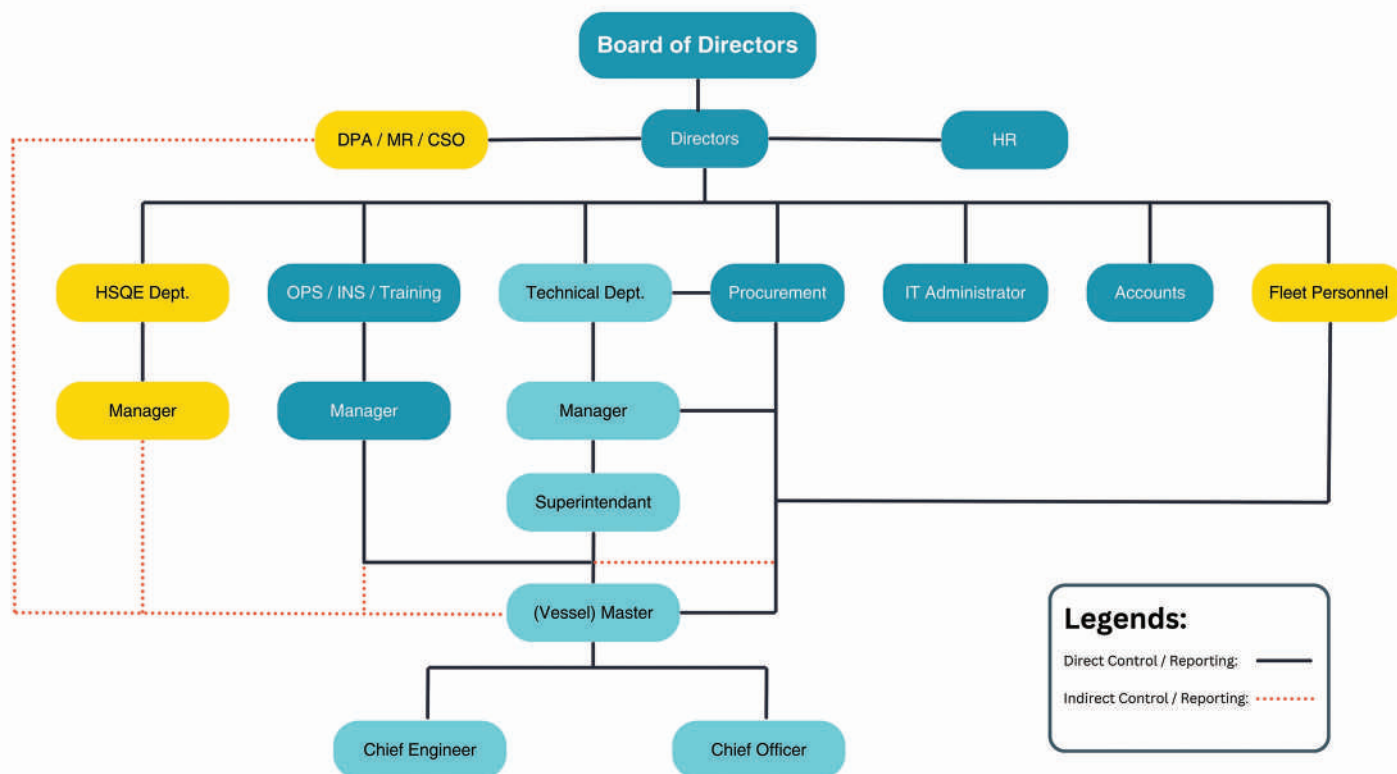 Board of Directors
DPA / MR / CSO
Directors
HR
HSQE Dept.
OPS / INS / Training
Technical Dept.
Procurement
IT Administrator
Accounts
Fleet Personnel
Manager
Manager
Manager
Superintendant
(Vessel) Master
Legends:
Direct Control / Reporting:
Indirect Control / Reporting:
Chief Engineer
Chief Officer